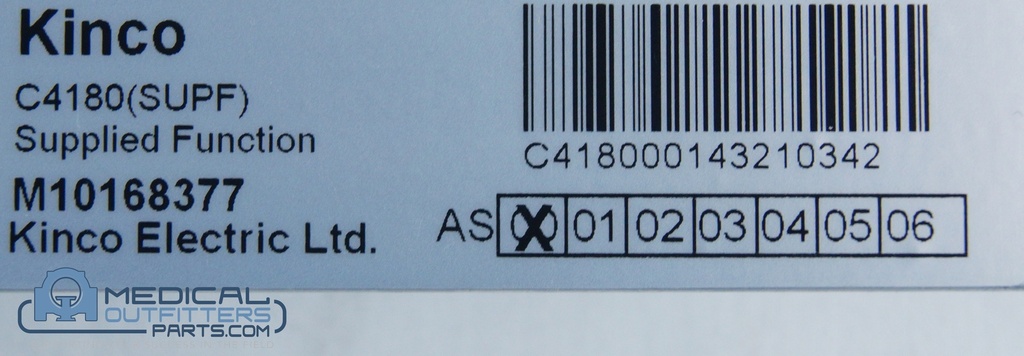 Kinco
C4180(SUPF)
Supplied Function
M10168377
Kinco Electric Ltd.
C418000143210342
AS 00 01 02 03 04 05 06
MEDICAL
OUTFITTERS
PARTS.COM